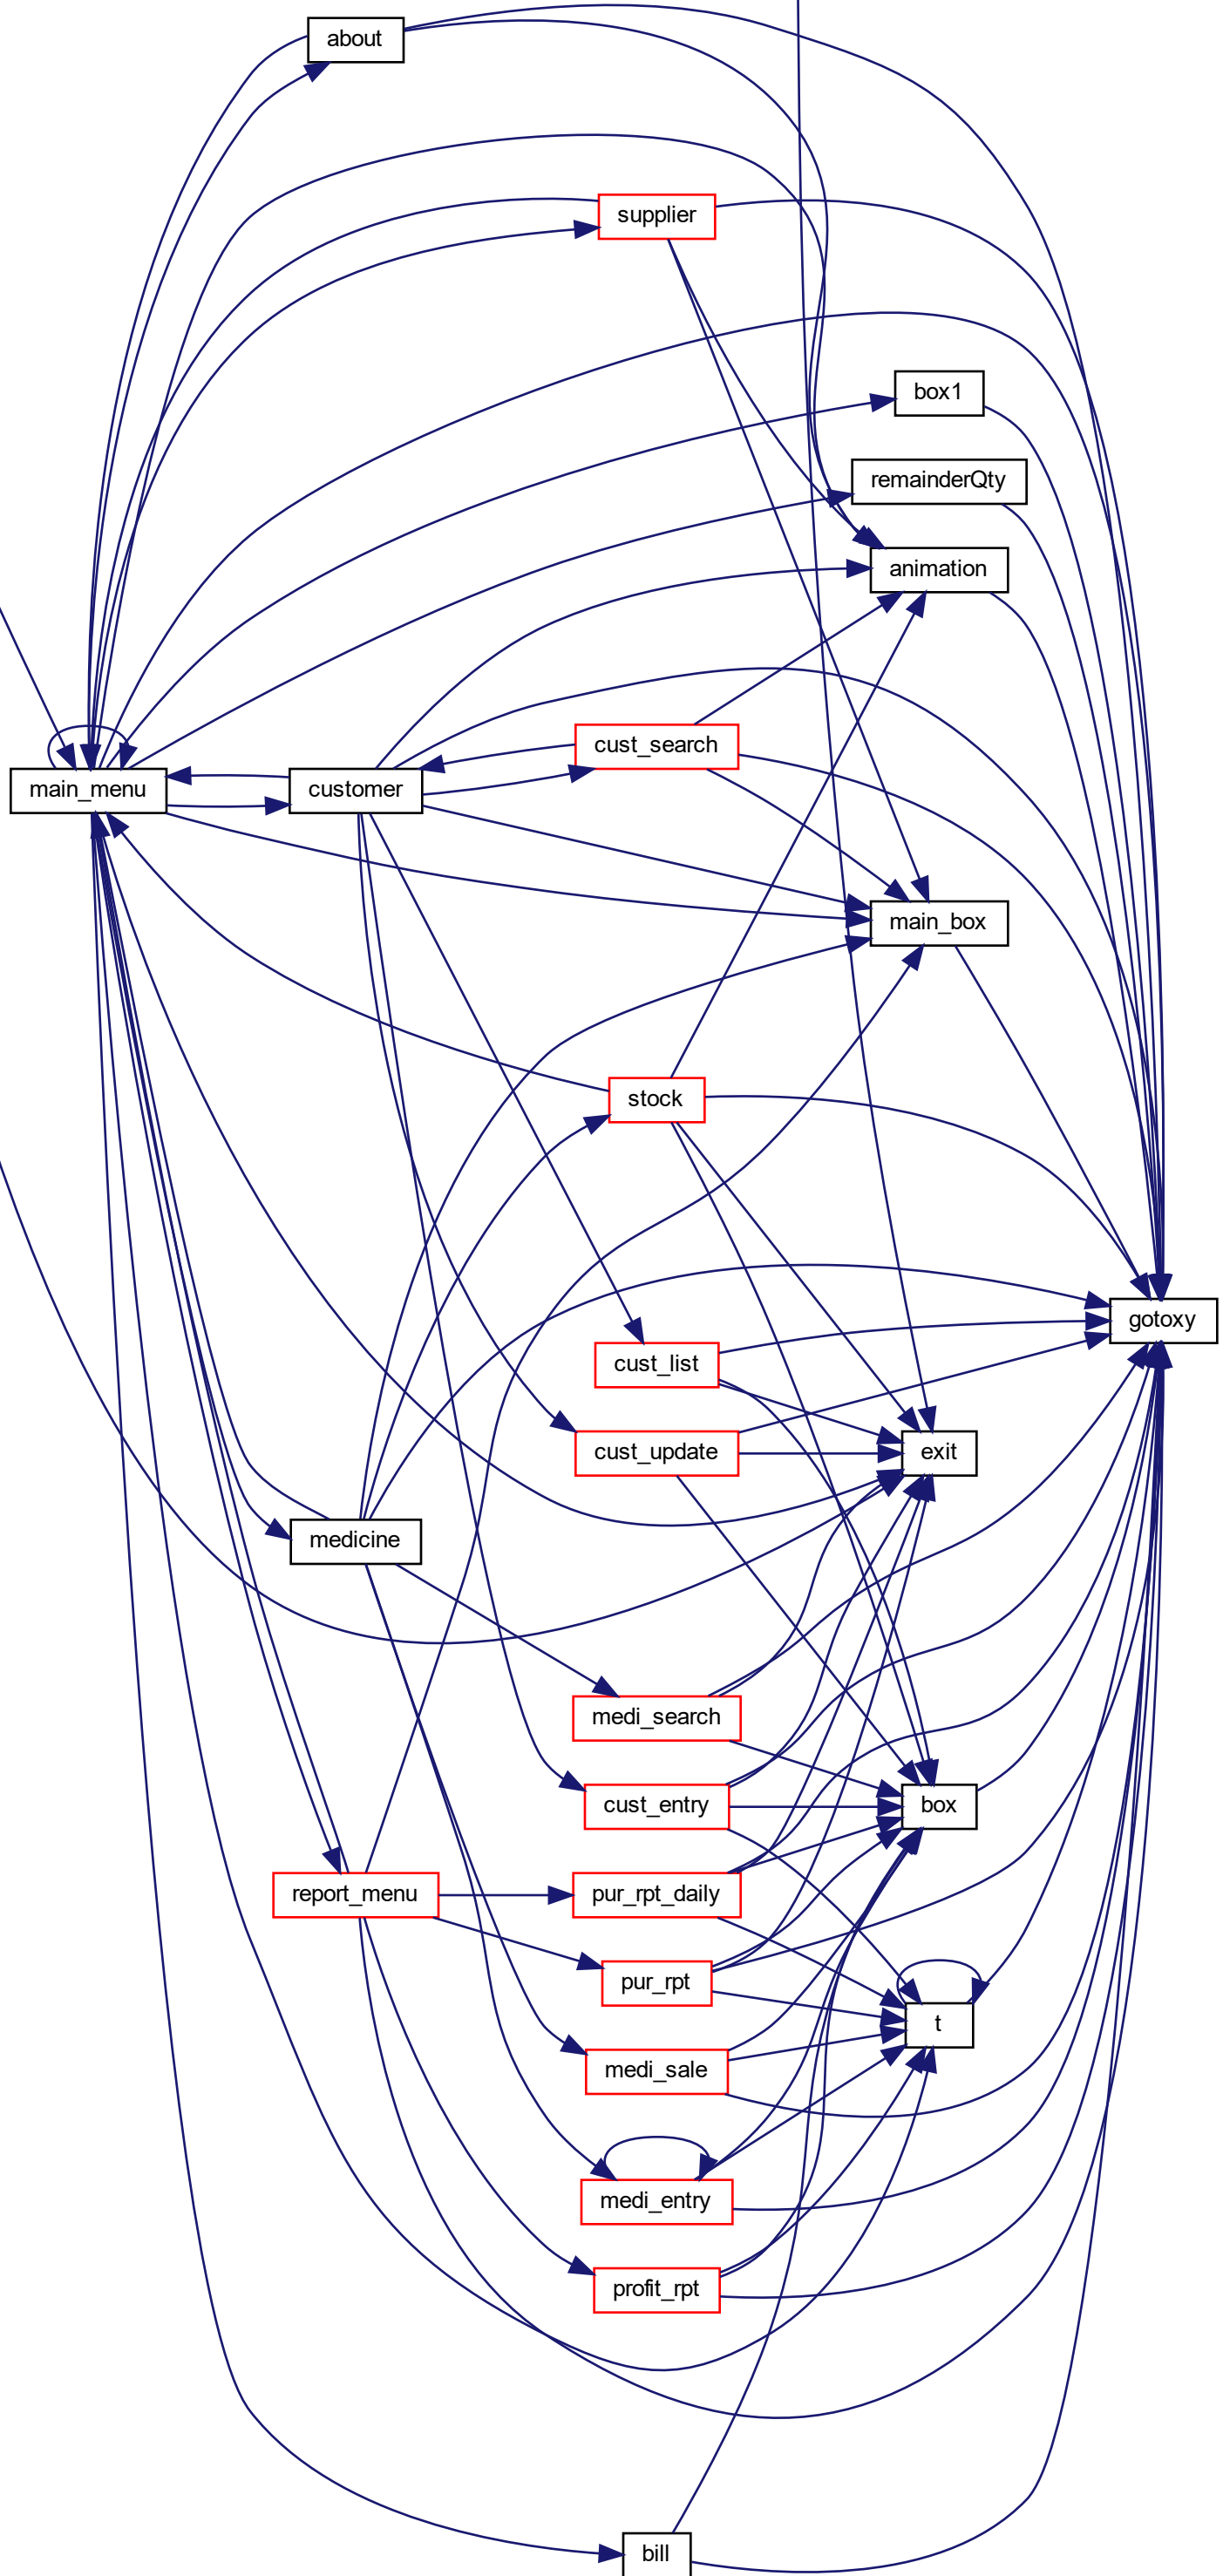 about
supplier
box1
remainderQty
animation
cust_search
main_menu
customer
main_box
stock
gotoxy
cust_list
cust_update
exit
medicine
medi_search
cust_entry
box
report_menu
pur_rpt_daily
pur_rpt
t
medi_sale
medi_entry
profit_rpt
bill